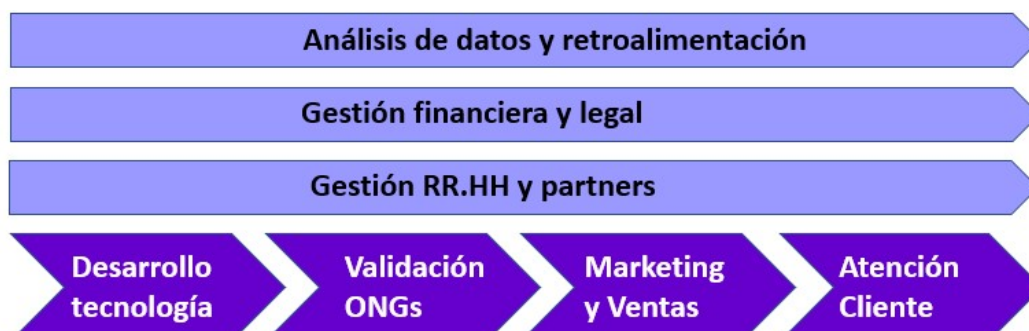 Análisis de datos y retroalimentación
Gestión financiera y legal
Gestión RR.HH y partners
Desarrollo
tecnología
Validación
ONGs
Marketing
y Ventas
Atención
Cliente